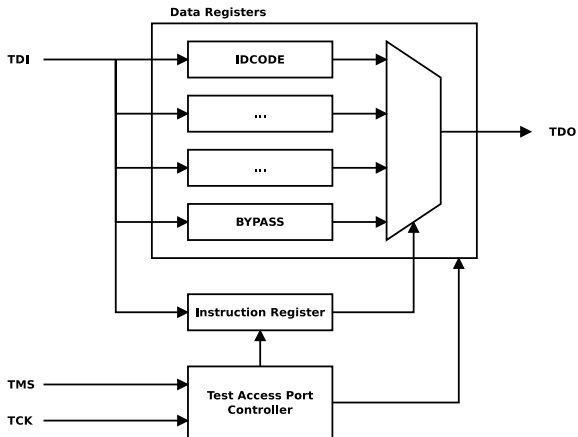 Data Registers
TDI
IDCODE
...
TDO
...
BYPASS
Instruction Register
TMS
Test Access Port
Controller
TCK